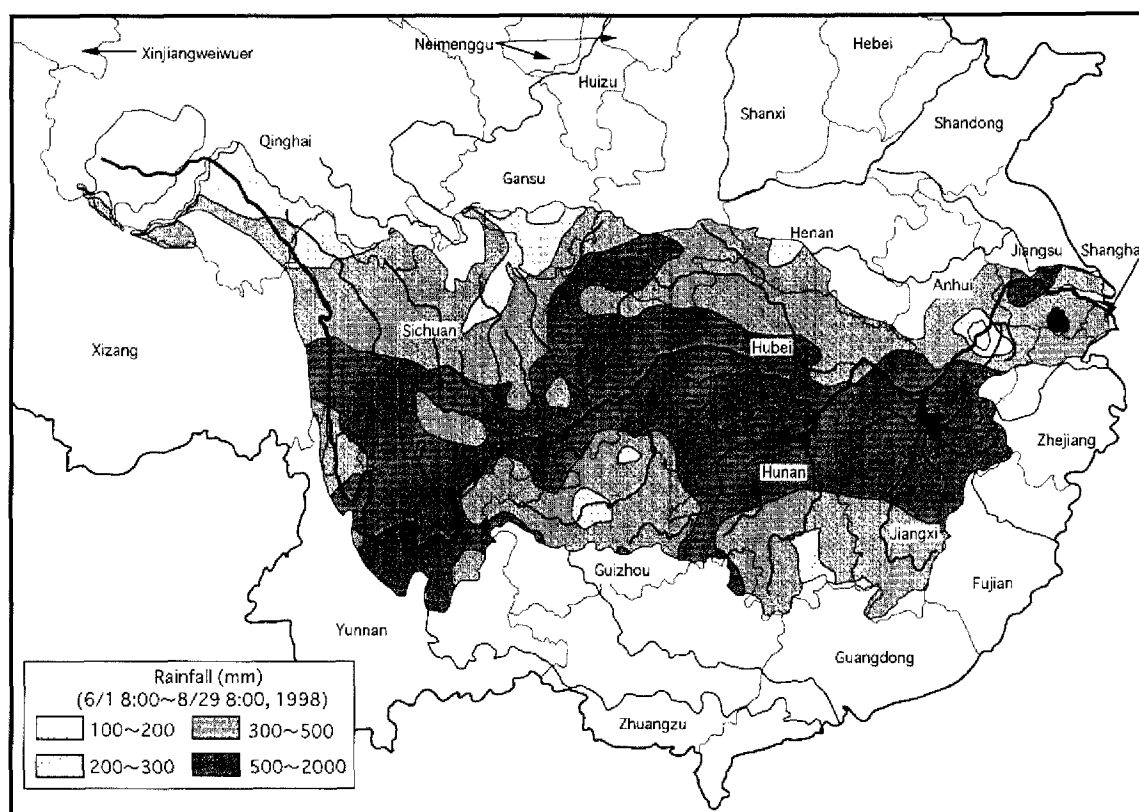 Xinjiangweiwuer
Neimenggu
Huizu
Hebei
Shanxi
Shandong
Qinghai
Gansu
Henan
Jiangsu
Shangha
Anhui
Sichuan
Xizang
Hubei
Zhejiang
Hunan
Jiangxi
Guizhou
Fujian
Yunnan
Guangdong
Zhuangzu
Rainfall (mm)
(6/1 8:00~8/29 8:00, 1998)
100~200 300~500
200~300 500~2000